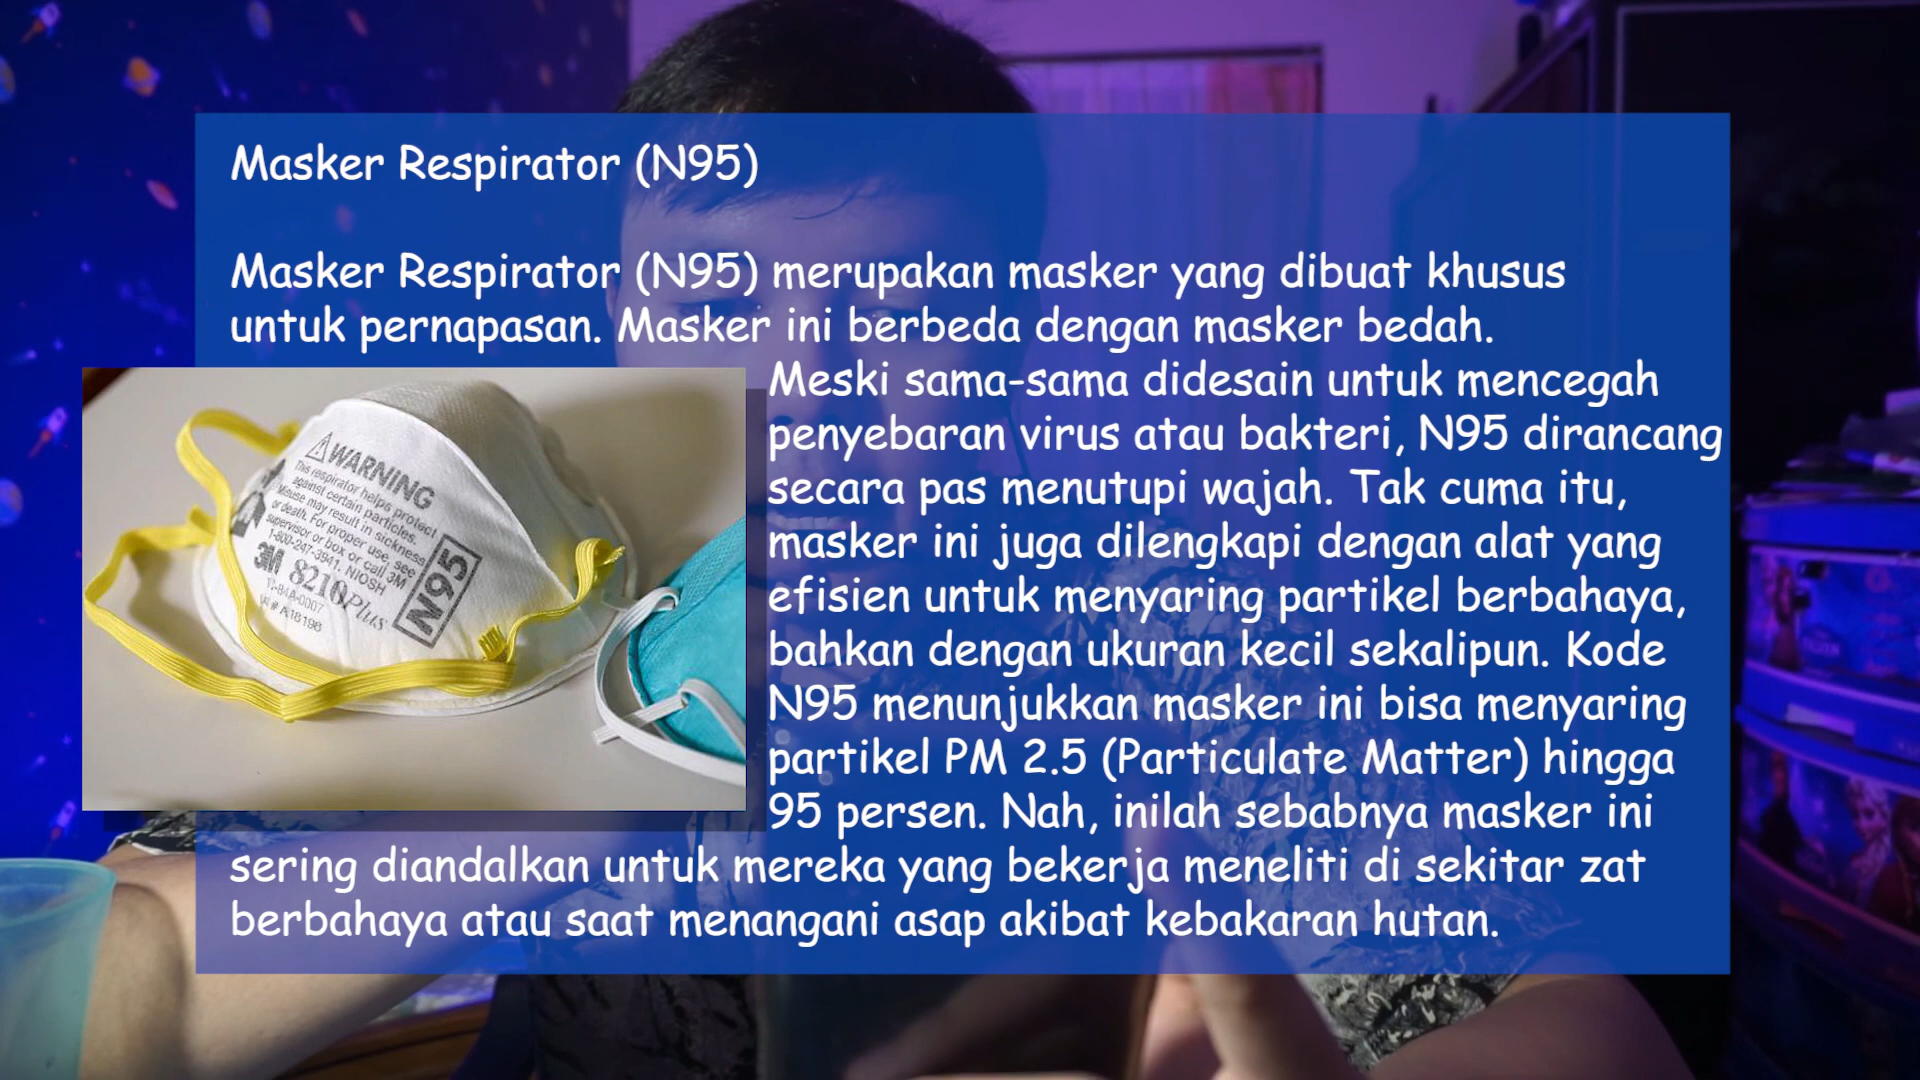 Masker Respirator (N95)
Masker Respirator (N95) merupakan masker yang dibuat khusus
untuk pernapasan. Masker ini berbeda dengan masker bedah.
Meski sama-sama didesain untuk mencegah
penyebaran virus atau bakteri, N95 dirancang
secara pas menutupi wajah. Tak cuma itu,
masker ini juga dilengkapi dengan alat yang
efisien untuk menyaring partikel berbahaya,
bahkan dengan ukuran kecil sekalipun. Kode
N95 menunjukkan masker ini bisa menyaring
partikel PM 2.5 (Particulate Matter) hingga
95 persen. Nah, inilah sebabnya masker ini
sering diandalkan untuk mereka yang bekerja meneliti di sekitar zat
berbahaya atau saat menangani asap akibat kebakaran hutan.
WARNING
This respirator helps protect
against certain particles.
Misuse may result in sickness
or death. For proper use, see
supervisor or box or call 3M
1-800-247-3941. NIOSH
3M 8210Plus
N95